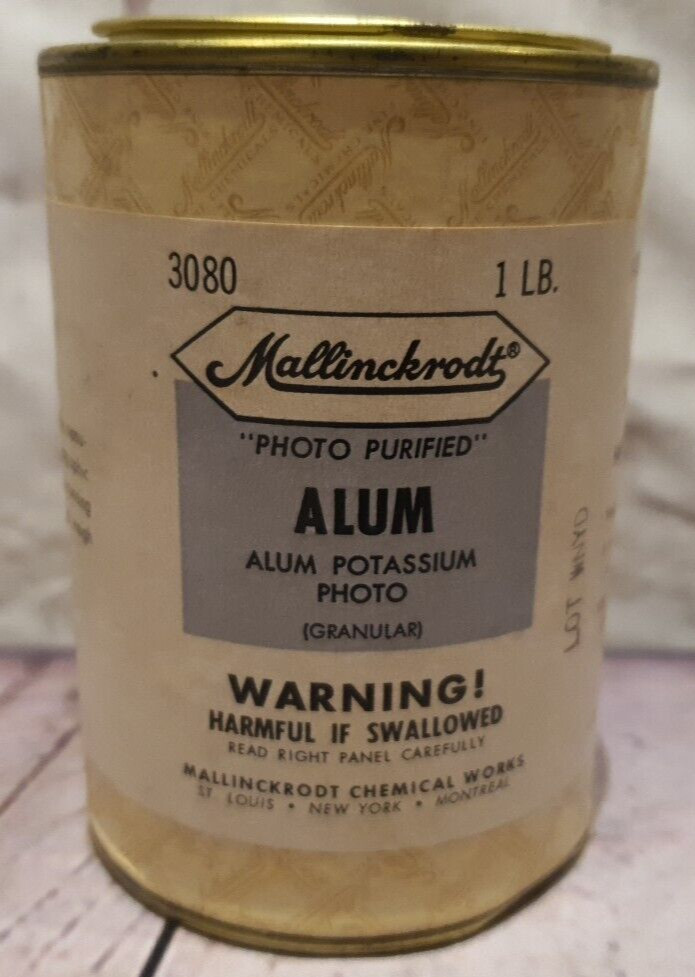 3080 1 LB.
Mallinckrodt®
"PHOTO PURIFIED"
ALUM
ALUM POTASSIUM
PHOTO
(GRANULAR)
WARNING!
HARMFUL IF SWALLOWED
READ RIGHT PANEL CAREFULLY
MALLINCKRODT CHEMICAL WORKS
ST. LOUIS • NEW YORK • MONTREAL
LOT